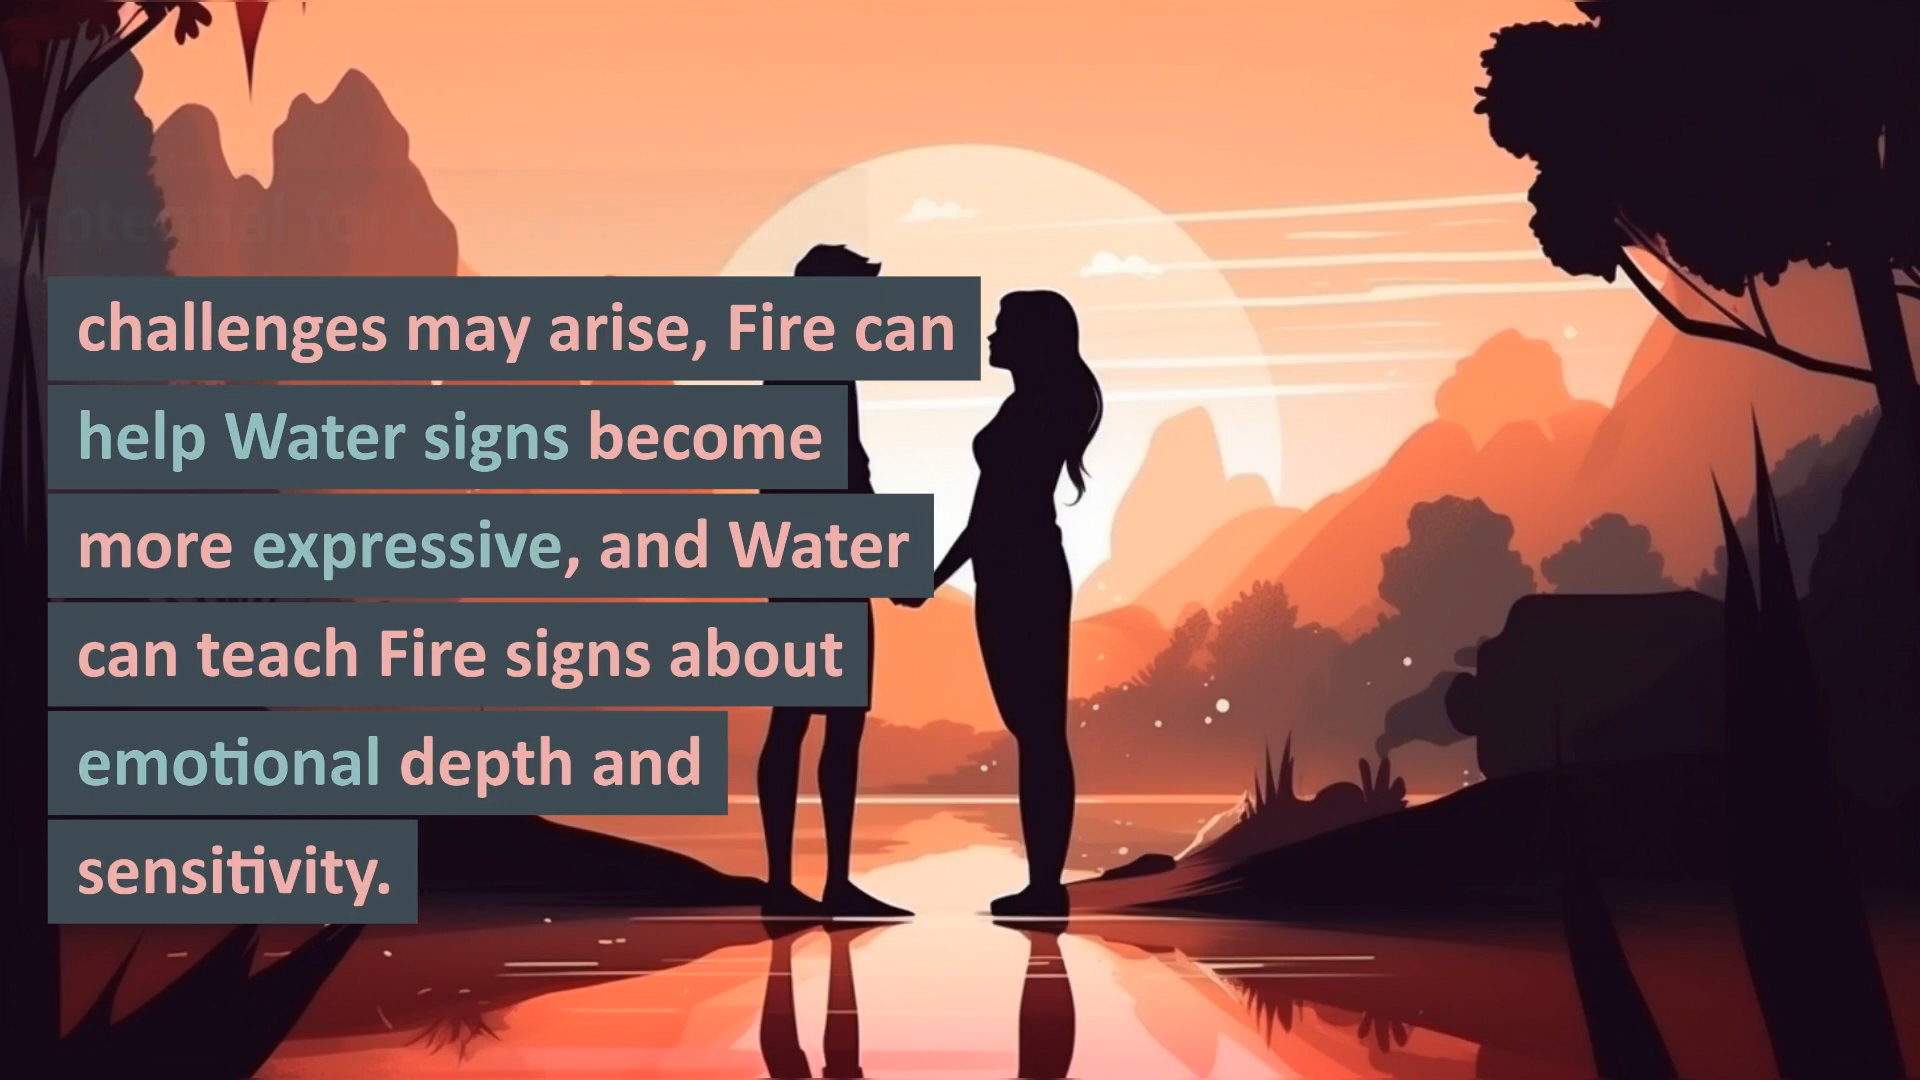 challenges may arise, Fire can
help Water signs become
more expressive, and Water
can teach Fire signs about
emotional depth and
sensitivity.